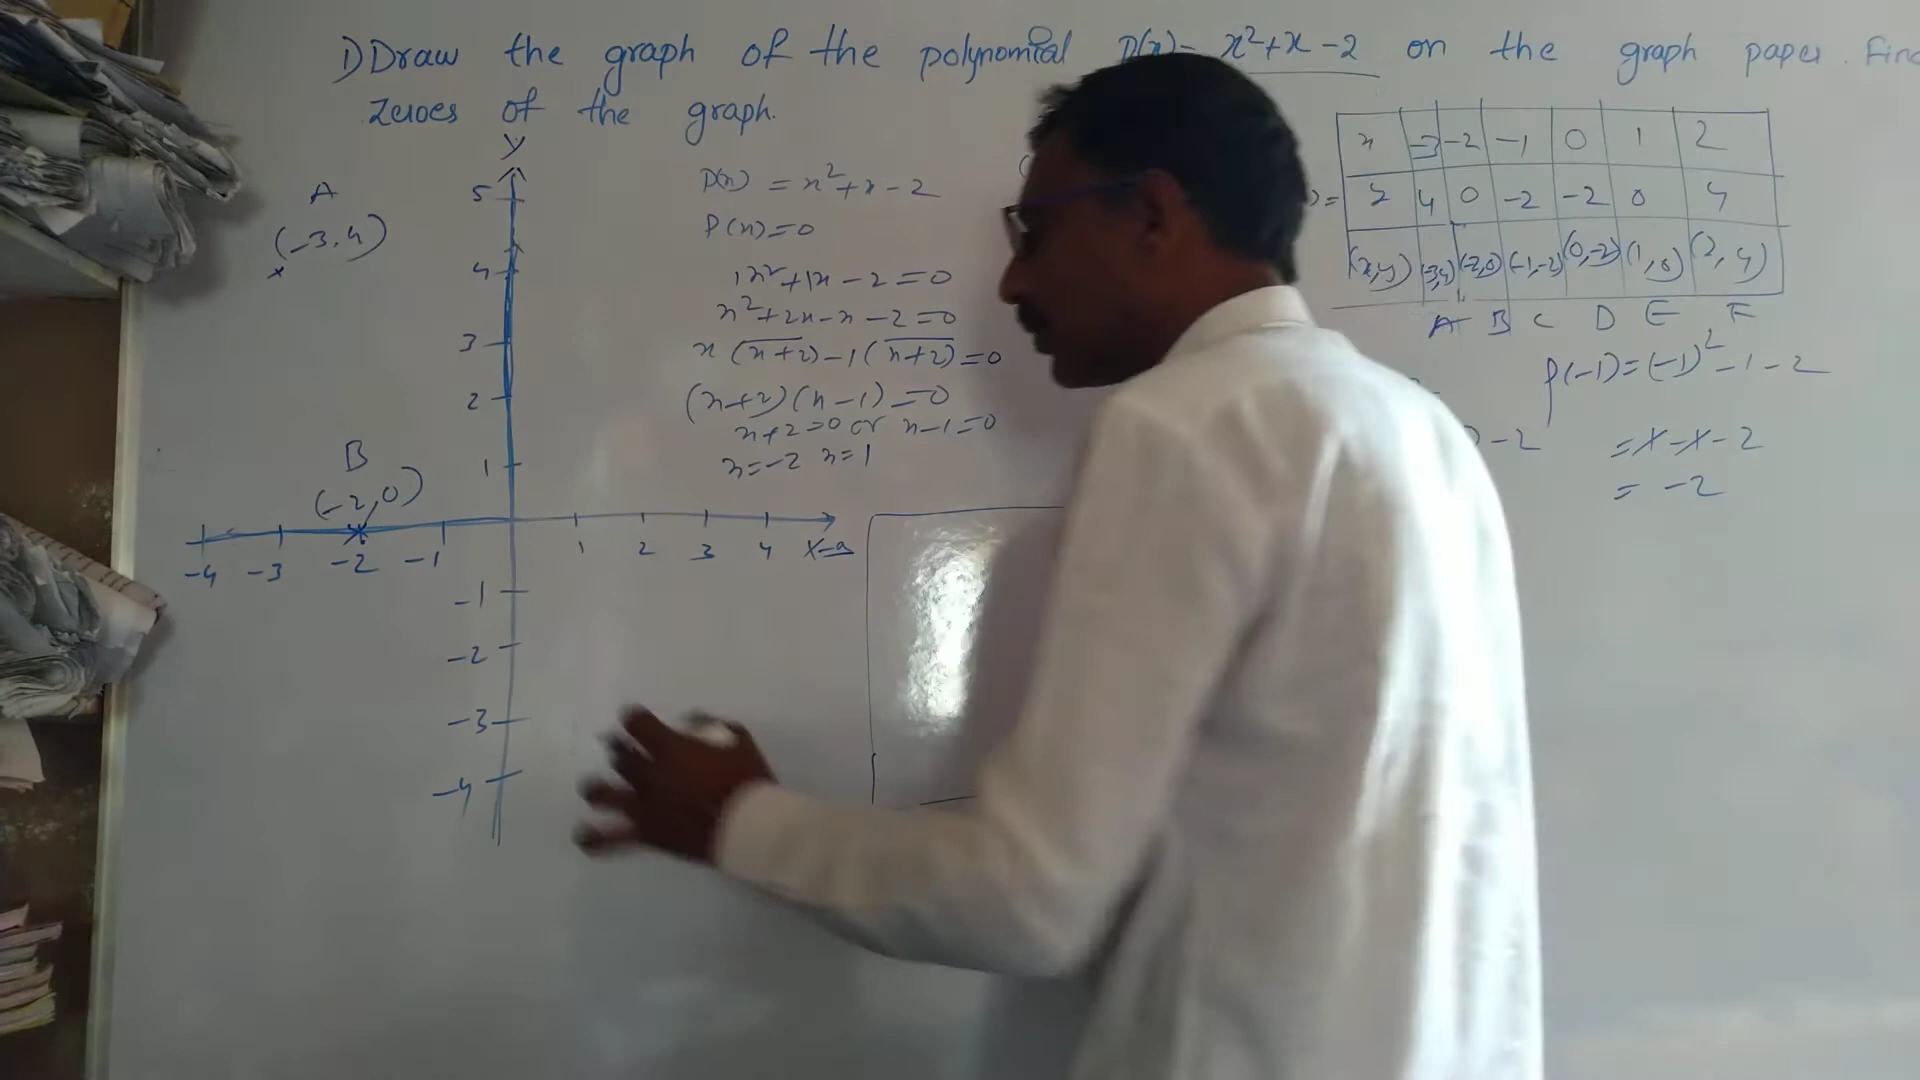 1) Draw the graph of the polynomial P(x) = x²+x-2 on the graph paper. Find
zeroes of the graph.
Y
5
4
3
2
1
-4 -3 -2 -1 1 2 3 4 X-a
-1
-2
-3
-4
A
(-3,4)
B
(-2,0)
P(x) = x²+x-2
P(x)=0
1x²+1x-2=0
x²+2x-x-2=0
x(x+2)-1(x+2)=0
(x+2)(x-1)=0
x+2=0 or x-1=0
x=-2 x=1
x -3 -2 -1 0 1 2
y 4 0 -2 -2 0 4
(x,y) (-3,4) (-2,0) (-1,-2) (0,-2) (1,0) (2,4)
A B C D E F
P(-1)=(-1)²-1-2
-2 =1-1-2
= -2